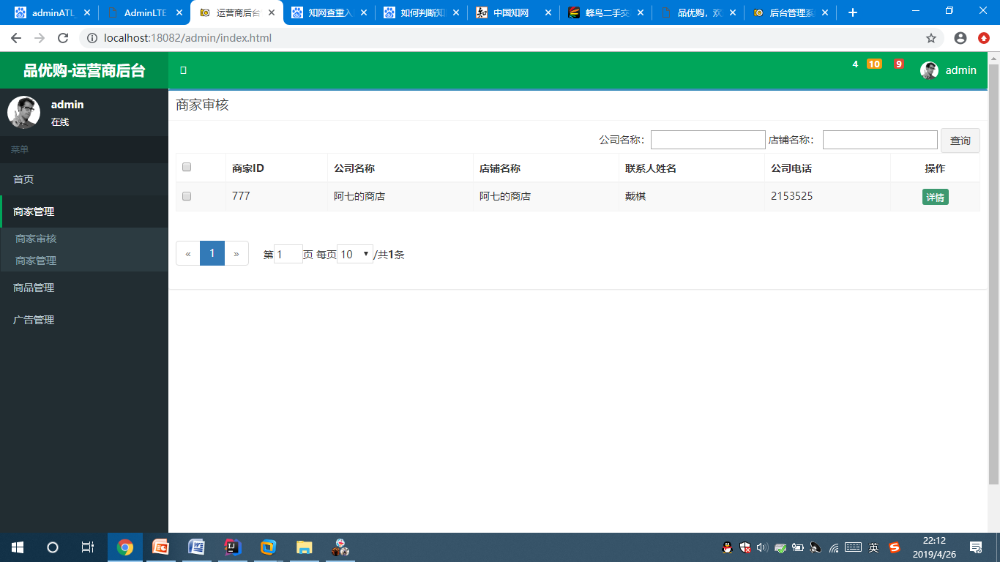 adminATL
AdminLTE
运营商后台
知网查重入
如何判断知
中国知网
蜂鸟二手交
品优购，欢
后台管理系
localhost:18082/admin/index.html
品优购-运营商后台
4
10
9
admin
admin
在线
菜单
首页
商家管理
商家审核
商家管理
商品管理
广告管理
商家审核
公司名称： 店铺名称： 查询
商家ID 公司名称 店铺名称 联系人姓名 公司电话 操作
777 阿七的商店 阿七的商店 戴棋 2153525 详情
« 1 » 第 1 页 每页 10 /共1条
英
22:12
2019/4/26